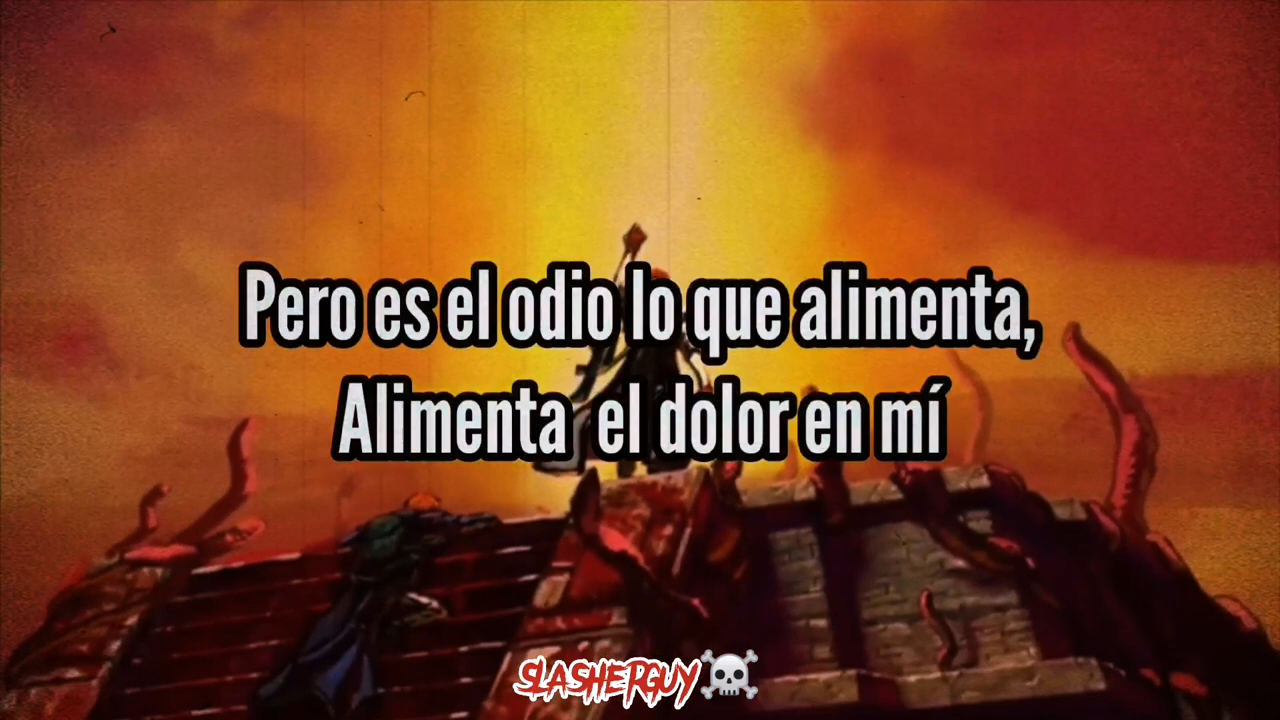 Pero es el odio lo que alimenta,
Alimenta el dolor en mí
SLASHERGUY☠️